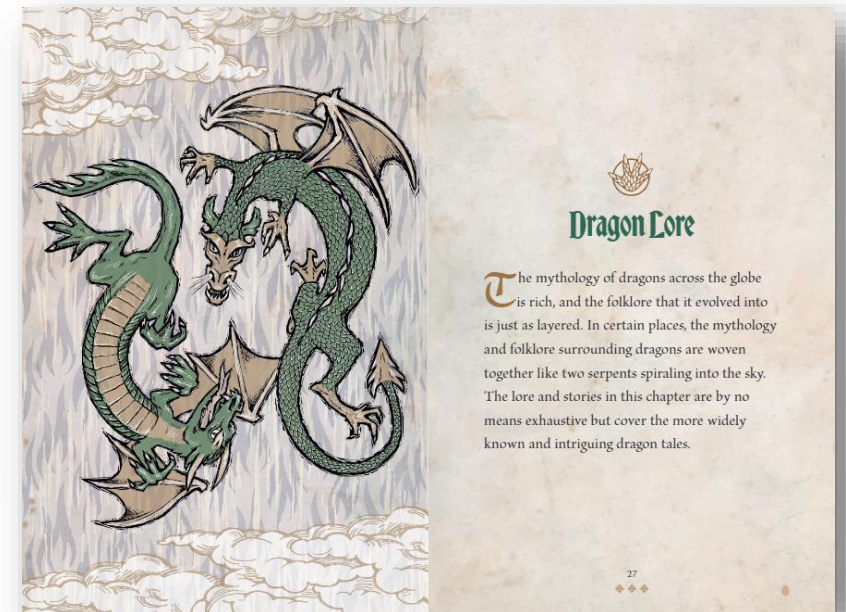 Dragon Lore
The mythology of dragons across the globe
is rich, and the folklore that it evolved into
is just as layered. In certain places, the mythology
and folklore surrounding dragons are woven
together like two serpents spiraling into the sky.
The lore and stories in this chapter are by no
means exhaustive but cover the more widely
known and intriguing dragon tales.
27